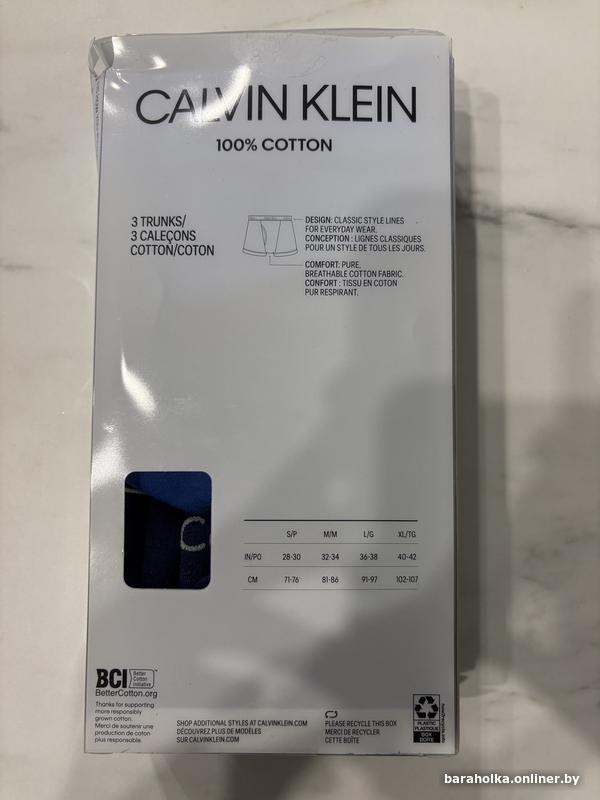 CALVIN KLEIN
100% COTTON
3 TRUNKS/
3 CALEÇONS
COTTON/COTON
DESIGN: CLASSIC STYLE LINES
FOR EVERYDAY WEAR.
CONCEPTION : LIGNES CLASSIQUES
POUR UN STYLE DE TOUS LES JOURS.
COMFORT: PURE,
BREATHABLE COTTON FABRIC.
CONFORT : TISSU EN COTON
PUR RESPIRANT.
C
S/P M/M L/G XL/TG
IN/PO 28-30 32-34 36-38 40-42
CM 71-76 81-86 91-97 102-107
BCI Better
Cotton
Initiative
BetterCotton.org
Thanks for supporting
more responsibly
grown cotton.
Merci de soutenir une
production de coton
plus responsable.
SHOP ADDITIONAL STYLES AT CALVINKLEIN.COM
DÉCOUVREZ PLUS DE MODÈLES
SUR CALVINKLEIN.COM
PLEASE RECYCLE THIS BOX
MERCI DE RECYCLER
CETTE BOÎTE
PLASTIC
PLASTIQUE
BOX
BOÎTE
baraholka.onliner.by